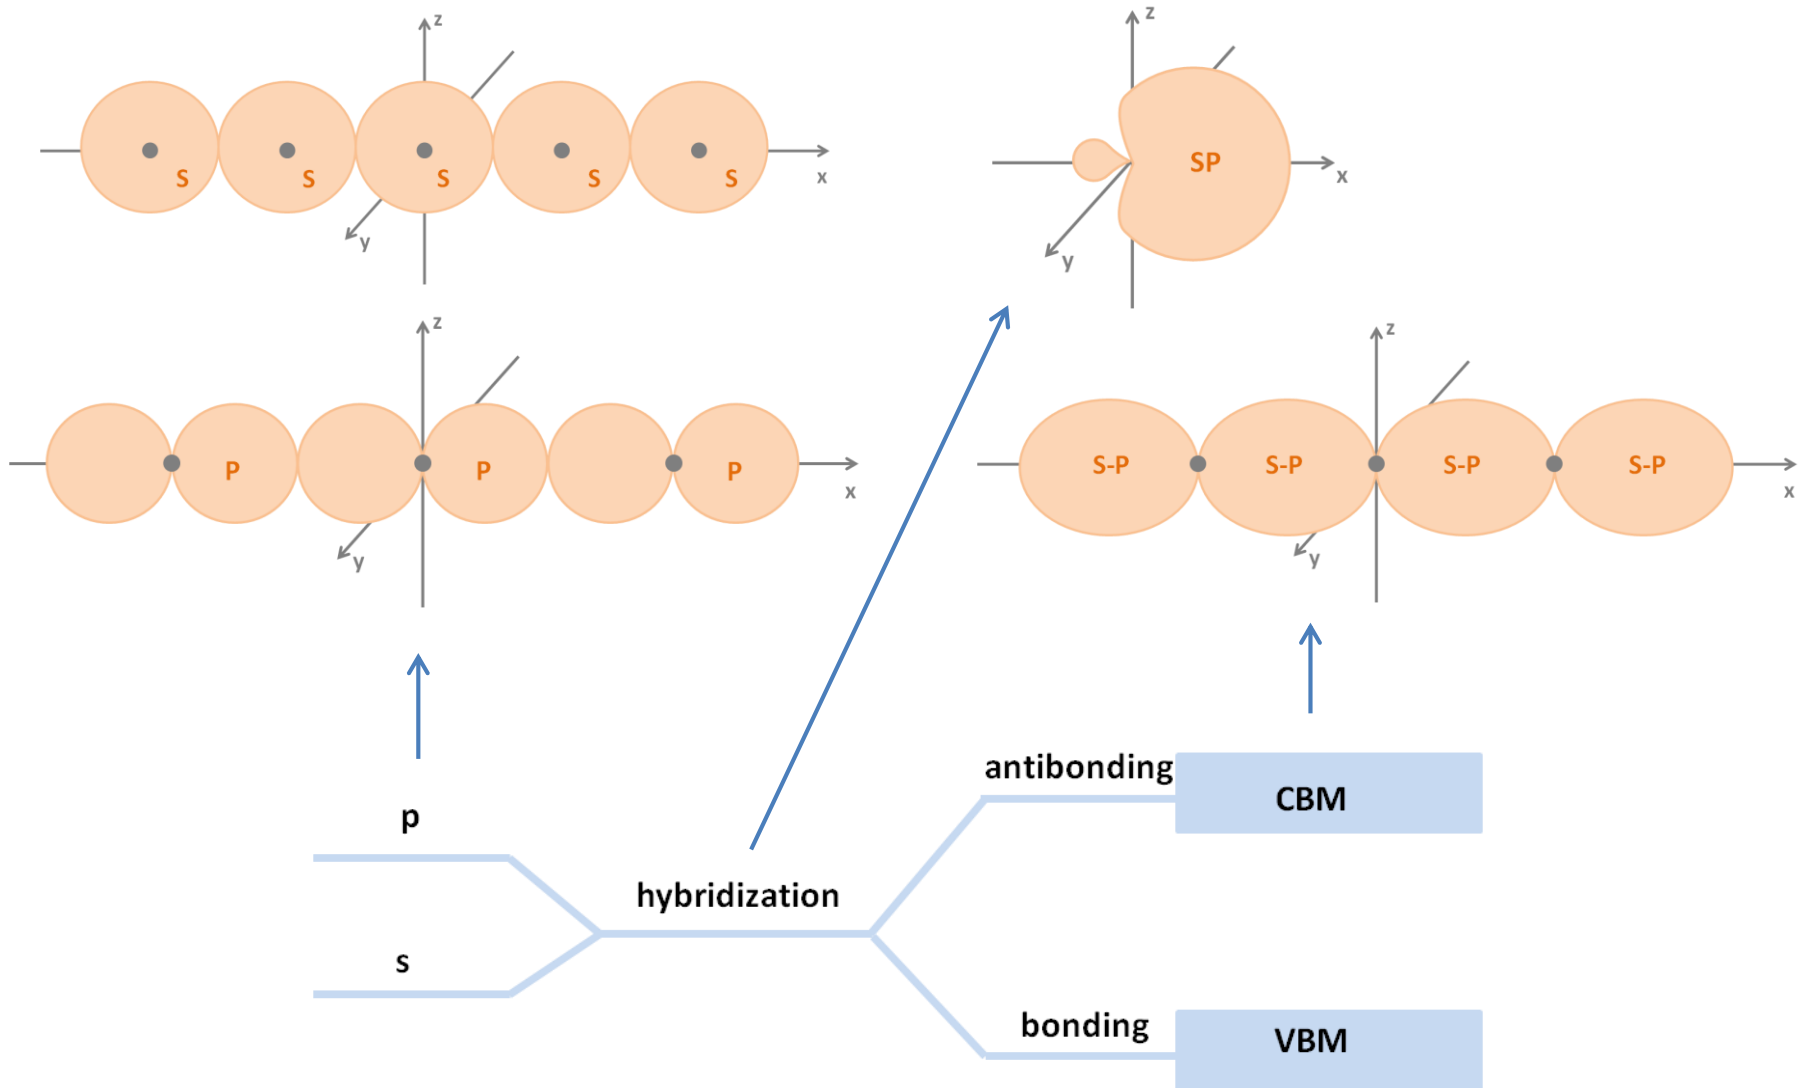 z
S S S S S
x
y
z
P P P
x
y
z
SP
x
y
z
S-P S-P S-P S-P
x
y
p
s
hybridization
antibonding
CBM
bonding
VBM